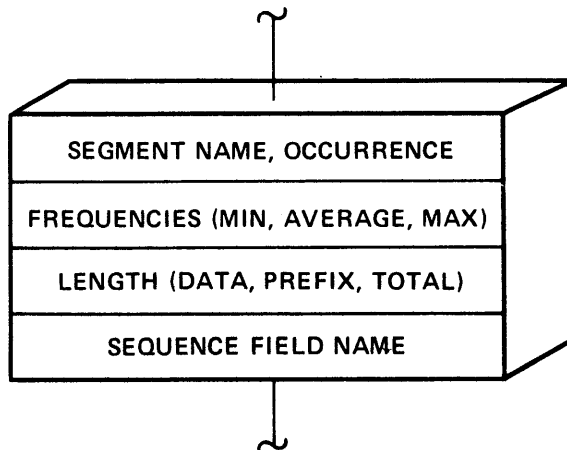 SEGMENT NAME, OCCURRENCE
FREQUENCIES (MIN, AVERAGE, MAX)
LENGTH (DATA, PREFIX, TOTAL)
SEQUENCE FIELD NAME